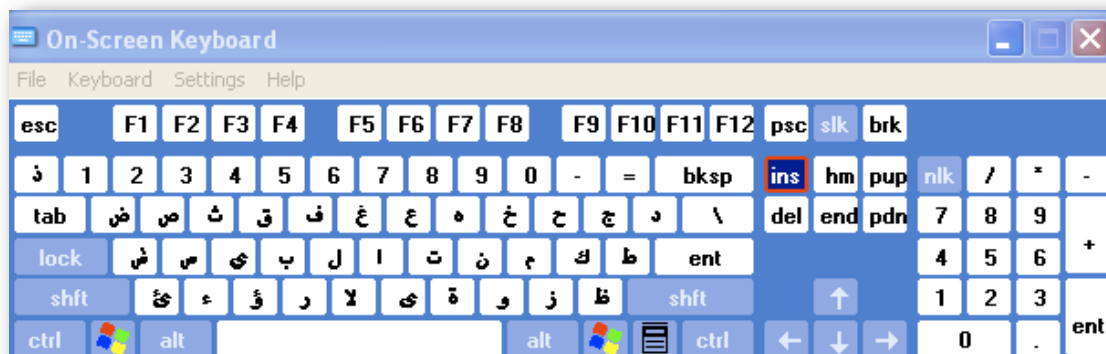 On-Screen Keyboard
File Keyboard Settings Help
esc F1 F2 F3 F4 F5 F6 F7 F8 F9 F10 F11 F12 psc slk brk
ذ 1 2 3 4 5 6 7 8 9 0 - = bksp ins hm pup nlk / * -
tab ض ص ث ق ف غ ع ه خ ح ج د \ del end pdn 7 8 9 +
lock ش س ي ب ل ا ت ن م ك ط ent 4 5 6
shft ئ ء ؤ ر لا ى ة و ز ظ shft ↑ 1 2 3 ent
ctrl alt alt ctrl ← ↓ → 0 .